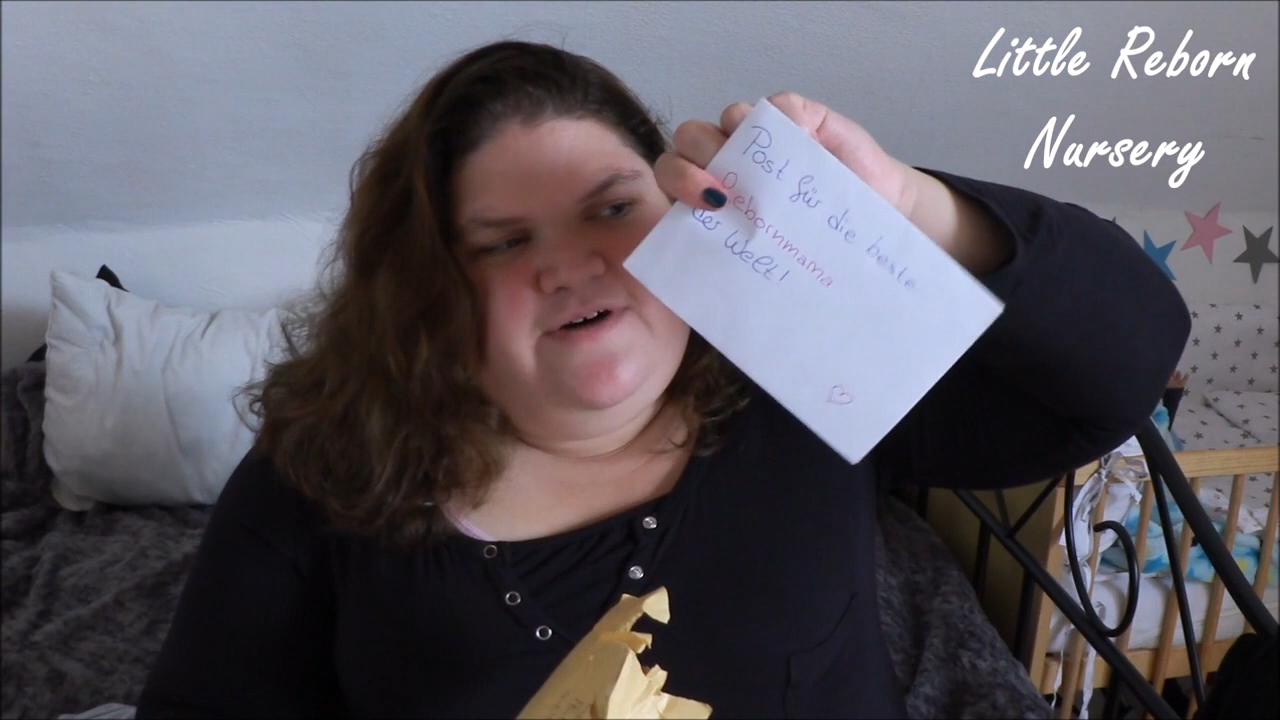 Little Reborn
Nursery
Post für die beste
Rebornmama
der Welt!